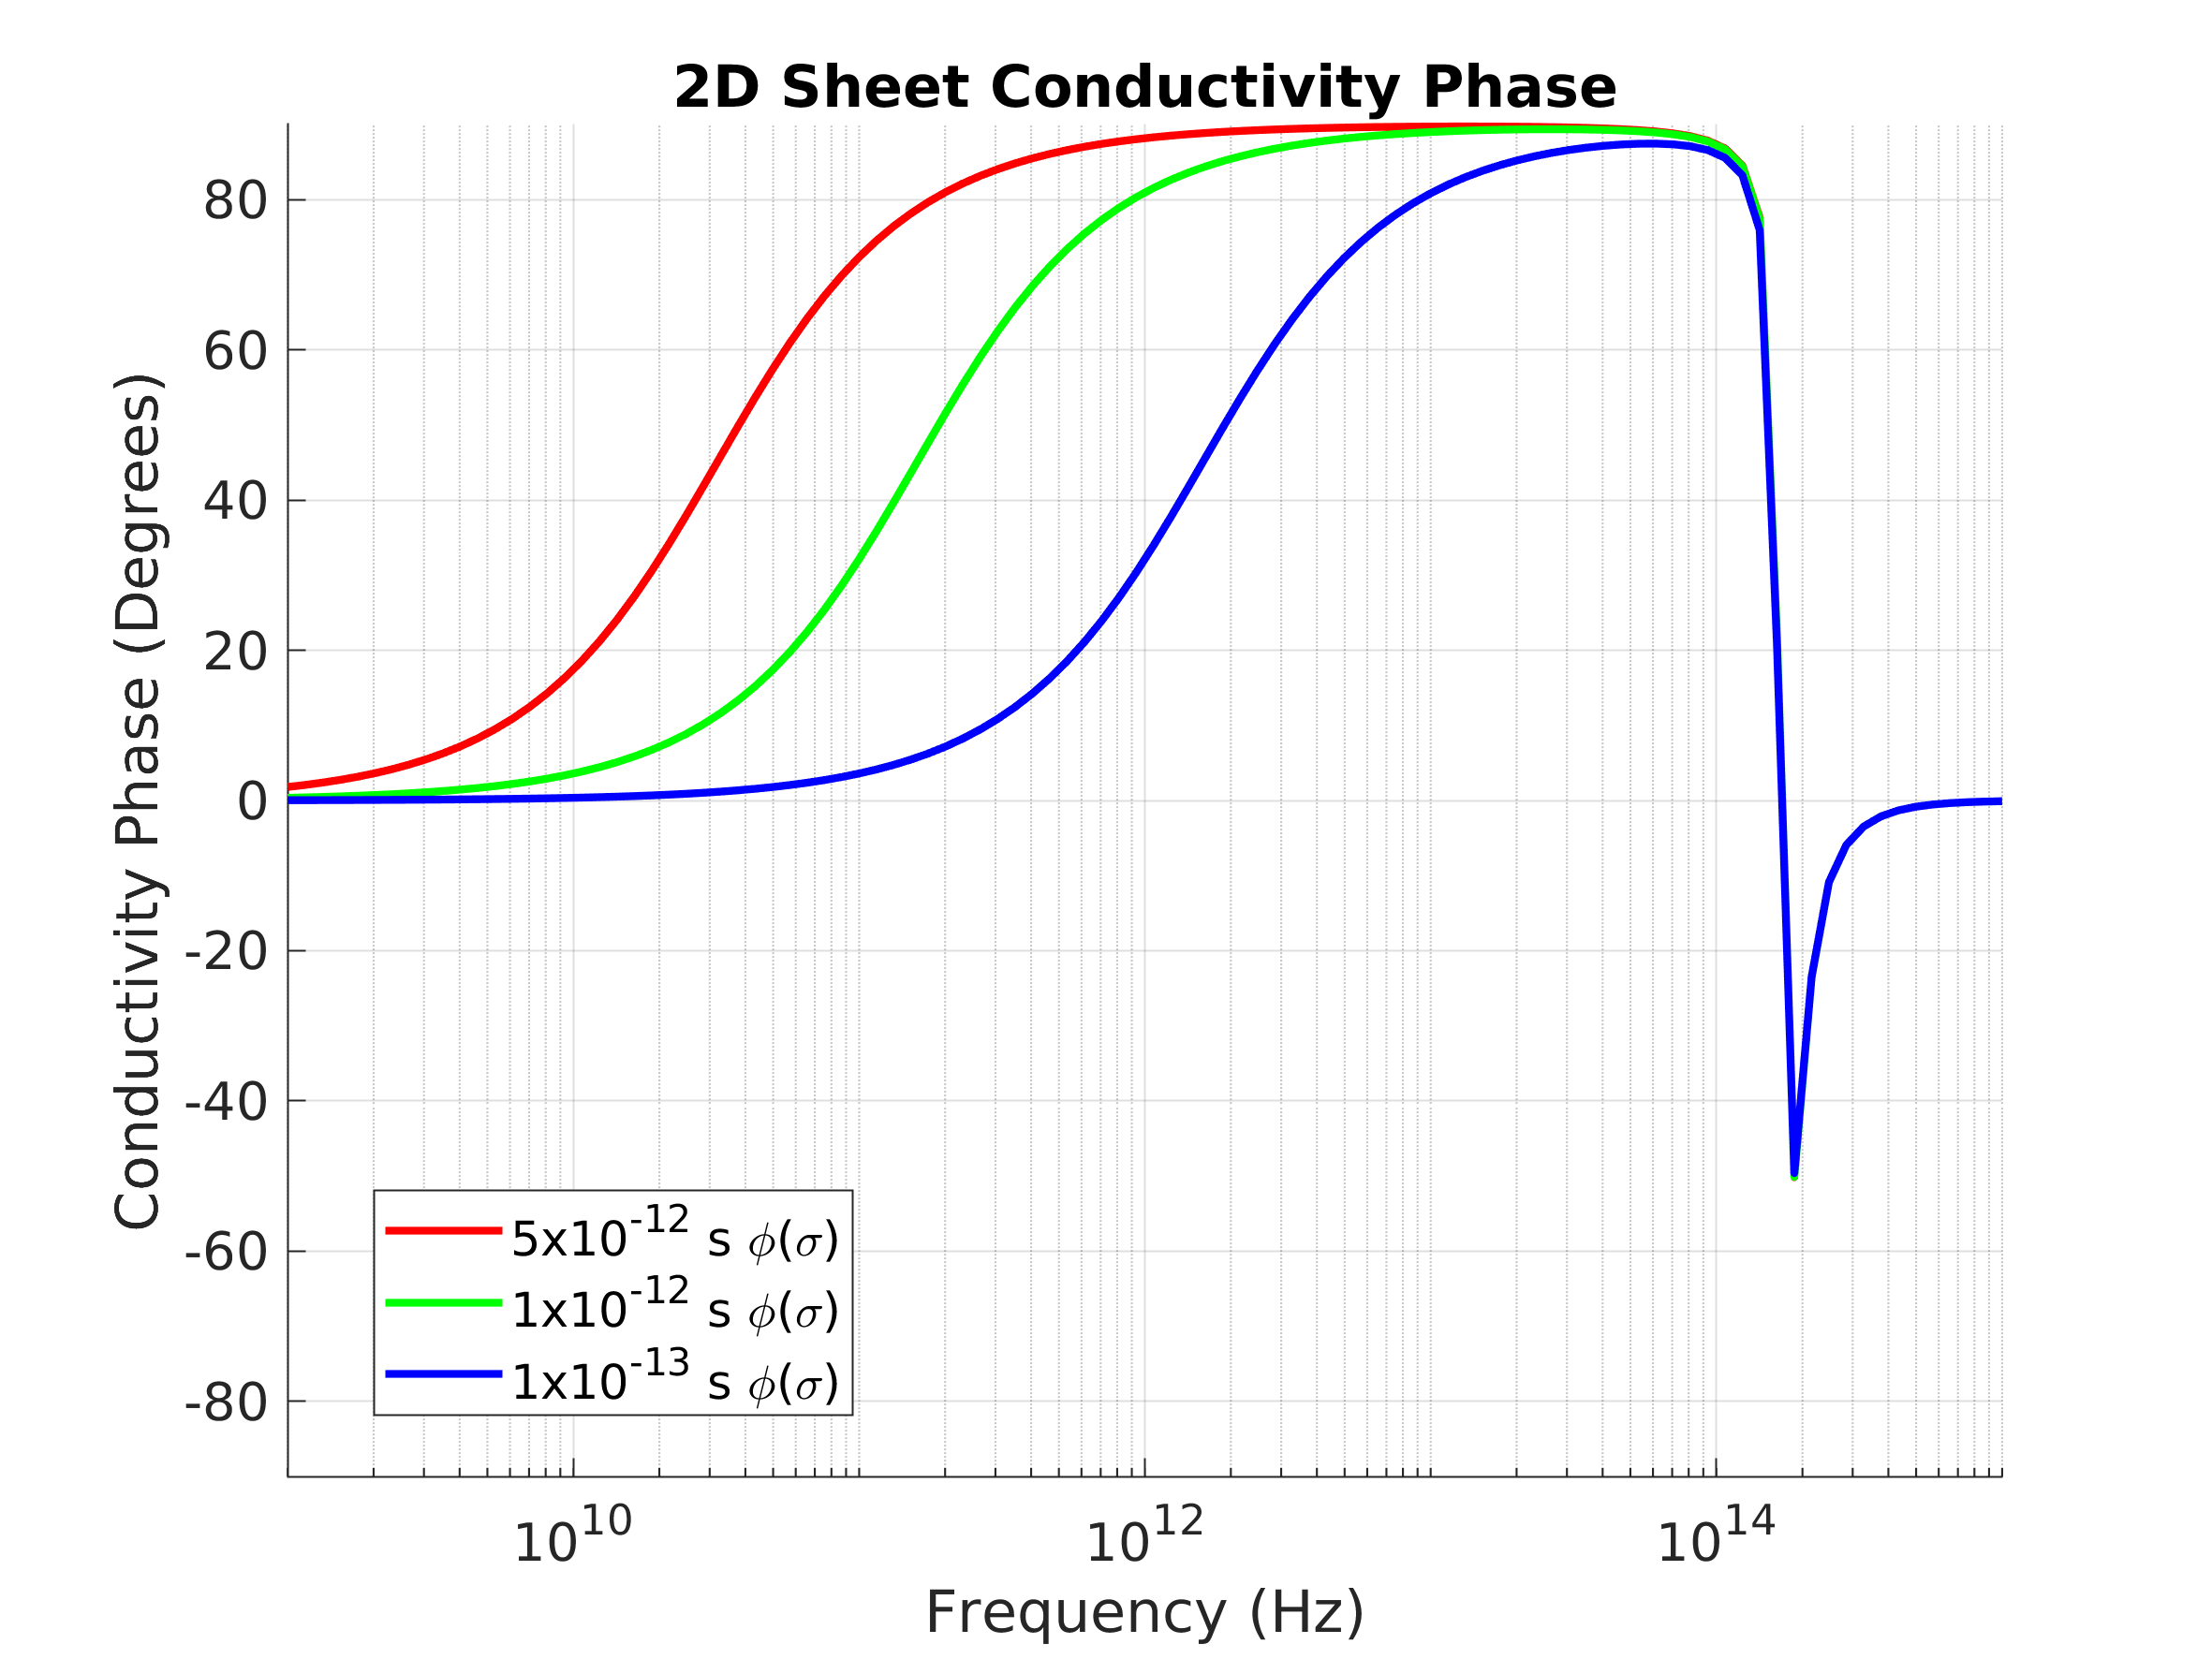 2D Sheet Conductivity Phase
Conductivity Phase (Degrees)
80
60
40
20
0
-20
-40
-60
-80
5x10^-12 s ϕ(σ)
1x10^-12 s ϕ(σ)
1x10^-13 s ϕ(σ)
10^10 10^12 10^14
Frequency (Hz)